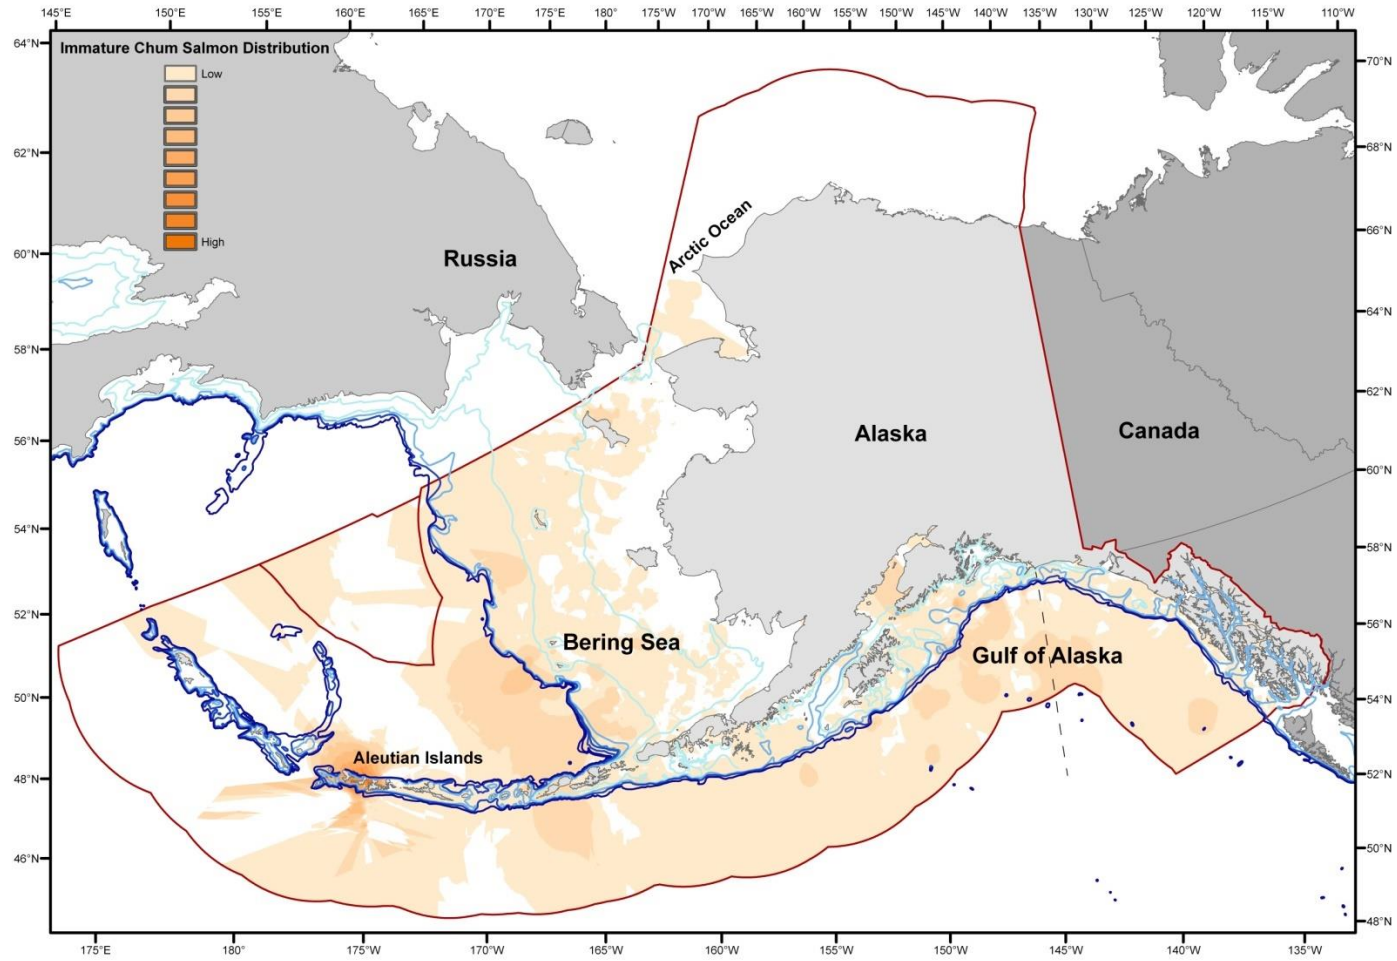 145°E 150°E 155°E 160°E 165°E 170°E 175°E 180° 175°W 170°W 165°W 160°W 155°W 150°W 145°W 140°W 135°W 130°W 125°W 120°W 115°W 110°W
64°N
Immature Chum Salmon Distribution
70°N
Low
62°N
68°N
Arctic Ocean
66°N
High
60°N
Russia
64°N
58°N
62°N
56°N
Alaska
Canada
60°N
54°N
58°N
52°N
56°N
Bering Sea
Gulf of Alaska
50°N
54°N
Aleutian Islands
48°N
52°N
46°N
50°N
48°N
175°E 180° 175°W 170°W 165°W 160°W 155°W 150°W 145°W 140°W 135°W